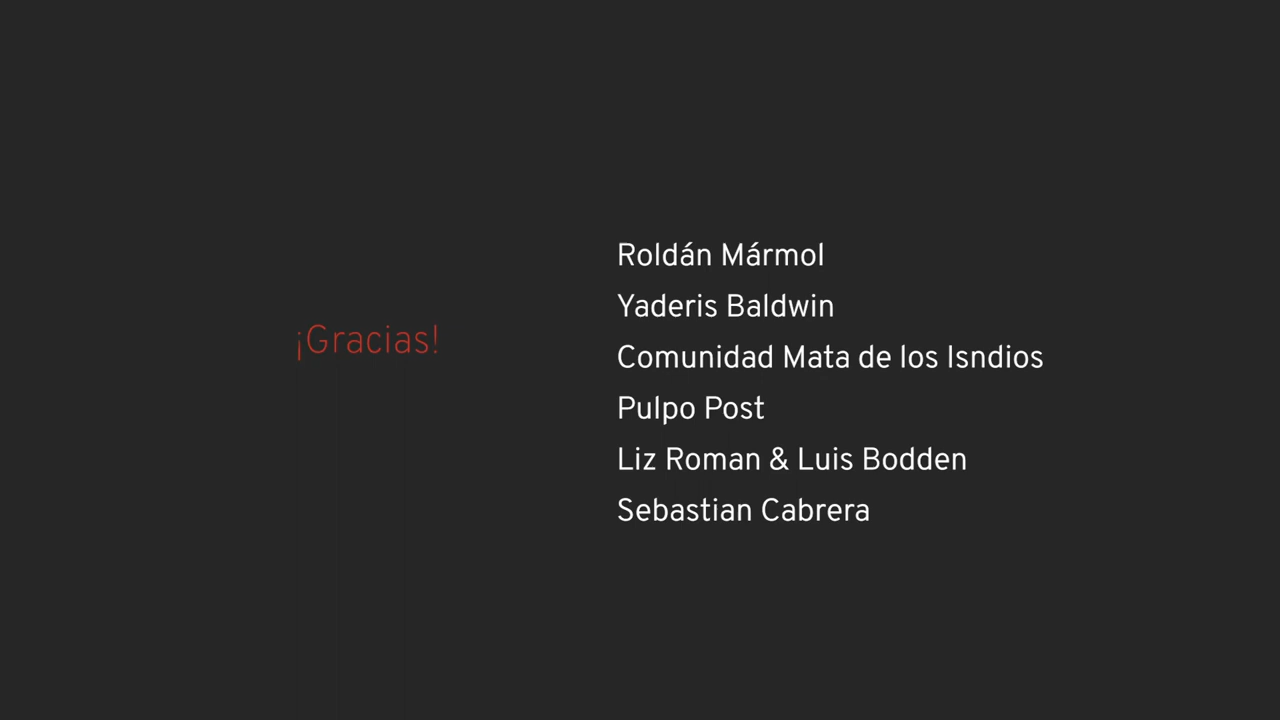 ¡Gracias!
Roldán Mármol
Yaderis Baldwin
Comunidad Mata de los Isndios
Pulpo Post
Liz Roman & Luis Bodden
Sebastian Cabrera